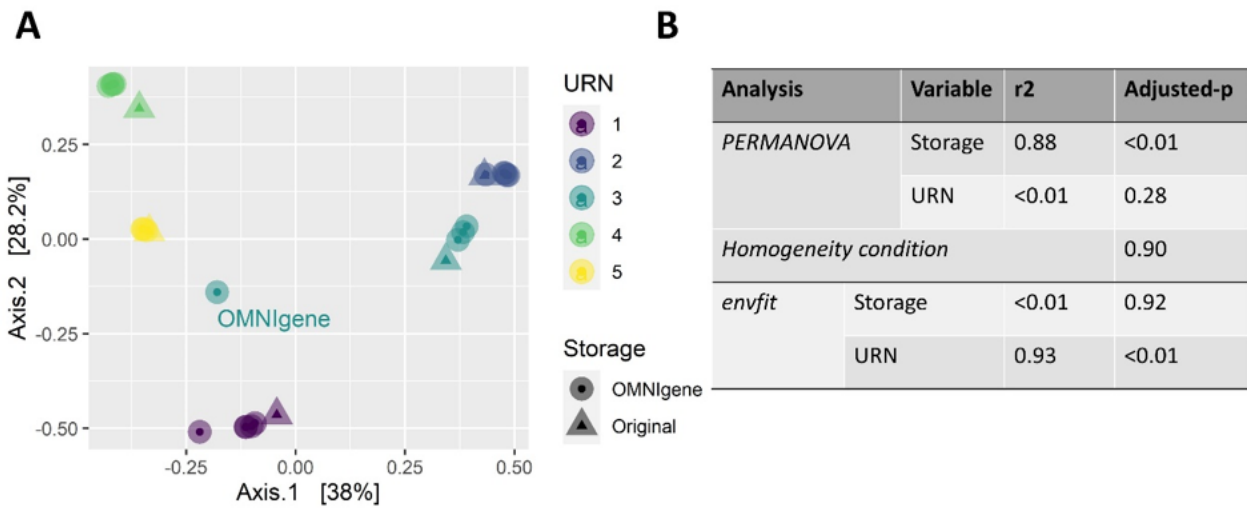 A
Axis.2 [28.2%]
0.25
0.00
-0.25
-0.50
-0.25
0.00
0.25
0.50
Axis.1 [38%]
OMNIgene
URN
a 1
a 2
a 3
a 4
a 5
Storage
OMNIgene
Original
B
Analysis Variable r2 Adjusted-p
PERMANOVA Storage 0.88 <0.01
URN <0.01 0.28
Homogeneity condition 0.90
envfit Storage <0.01 0.92
URN 0.93 <0.01